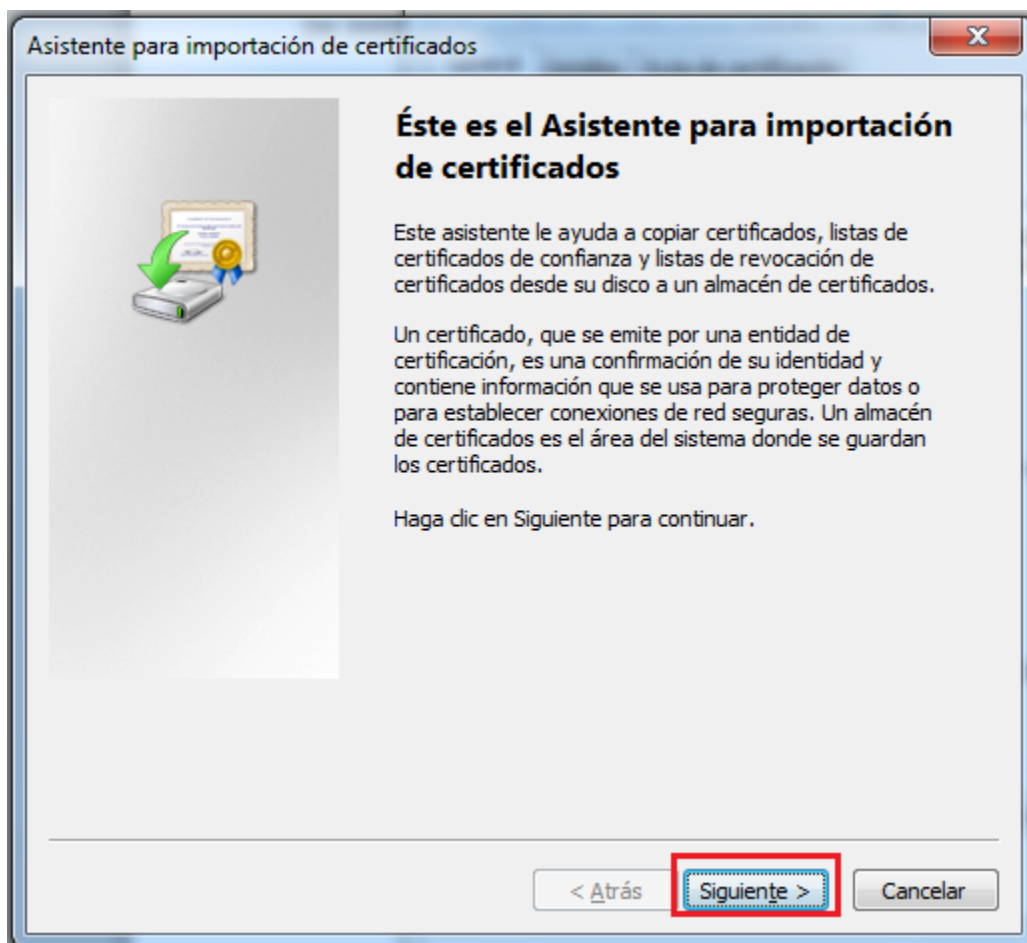 Asistente para importación de certificados
Éste es el Asistente para importación
de certificados
Este asistente le ayuda a copiar certificados, listas de
certificados de confianza y listas de revocación de
certificados desde su disco a un almacén de certificados.
Un certificado, que se emite por una entidad de
certificación, es una confirmación de su identidad y
contiene información que se usa para proteger datos o
para establecer conexiones de red seguras. Un almacén
de certificados es el área del sistema donde se guardan
los certificados.
Haga clic en Siguiente para continuar.
< Atrás
Siguiente >
Cancelar